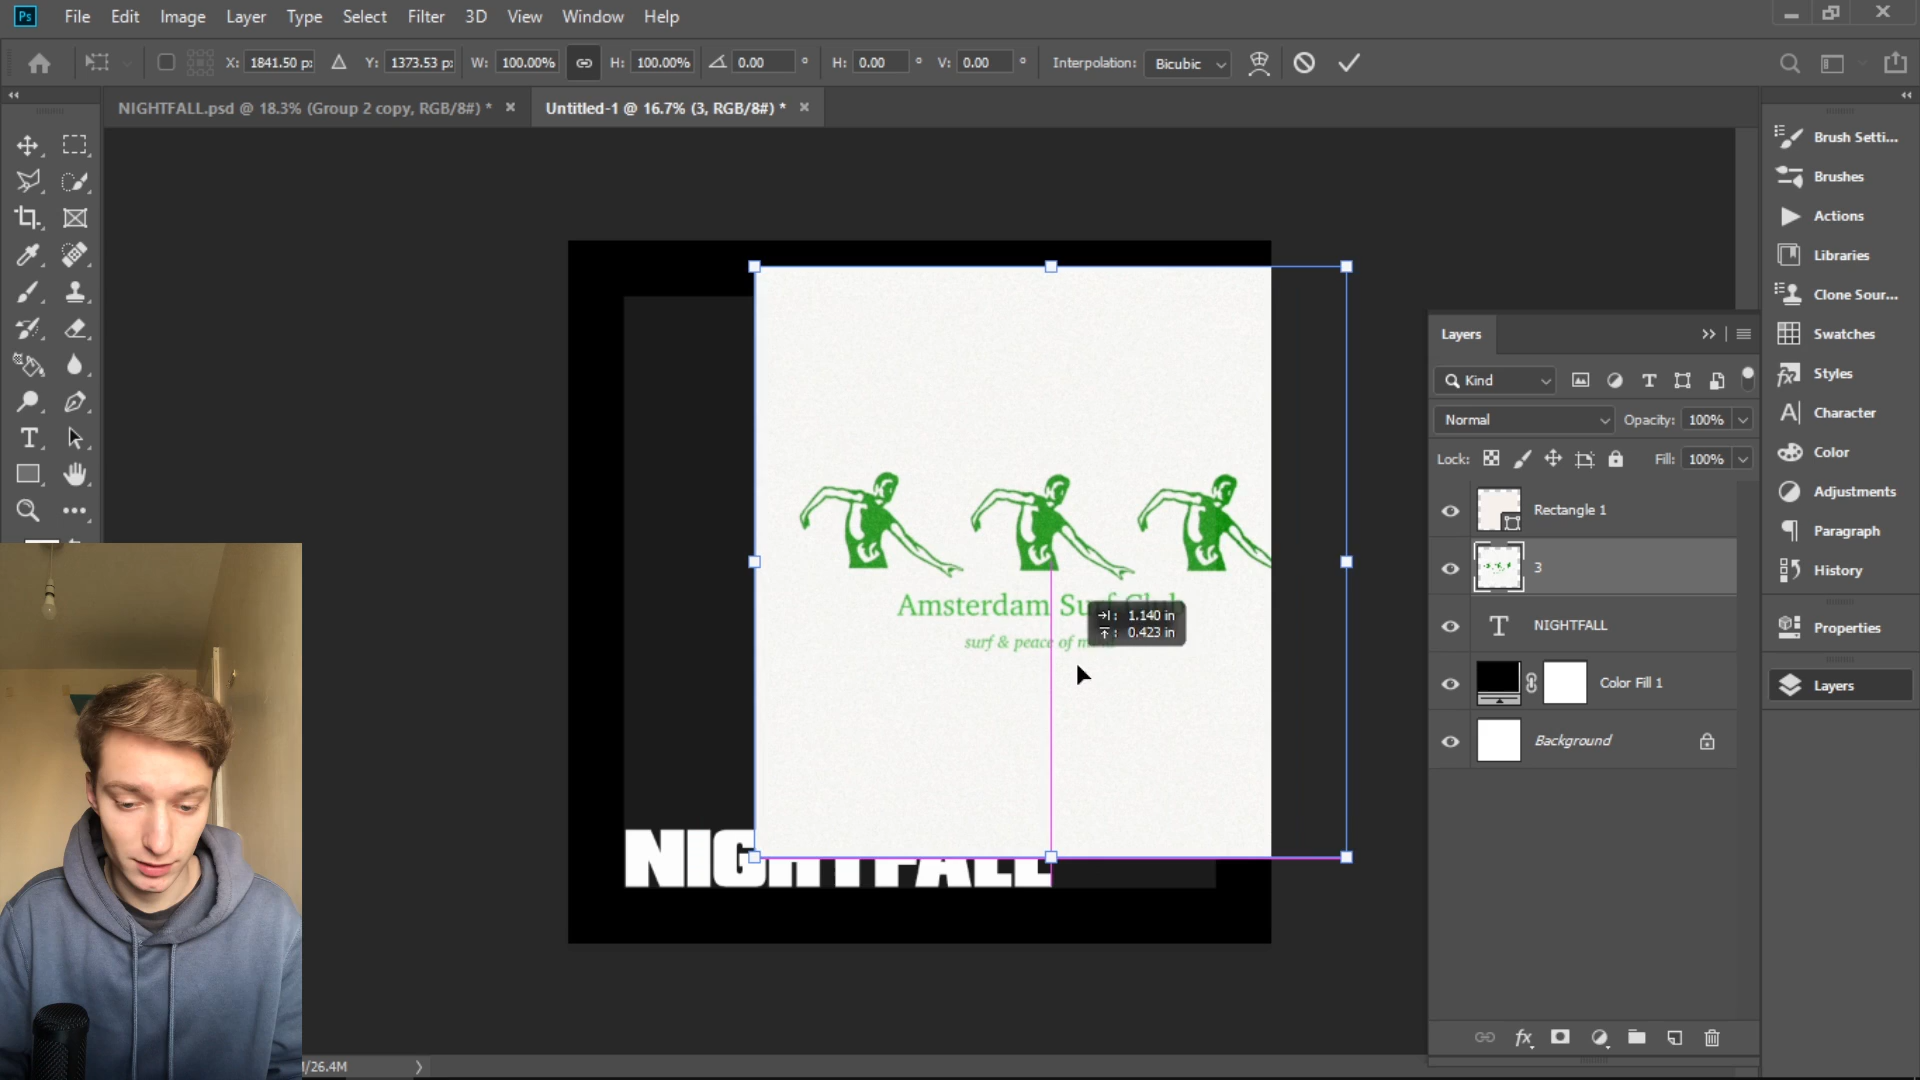 Ps File Edit Image Layer Type Select Filter 3D View Window Help
X: 1841.50 p Y: 1373.53 p W: 100.00% H: 100.00% 0.00 ° H: 0.00 ° V: 0.00 ° Interpolation: Bicubic
NIGHTFALL.psd @ 18.3% (Group 2 copy, RGB/8#) * Untitled-1 @ 16.7% (3, RGB/8#) *
Brush Setti...
Brushes
Actions
Libraries
Clone Sour...
Swatches
Styles
Character
Color
Adjustments
Paragraph
History
Properties
Layers
Layers
Kind
Normal Opacity: 100%
Lock: Fill: 100%
Rectangle 1
3
NIGHTFALL
Color Fill 1
Background
Amsterdam Surf Club
surf & peace of
1.140 in
0.423 in
NIGHTFALL
/26.4M